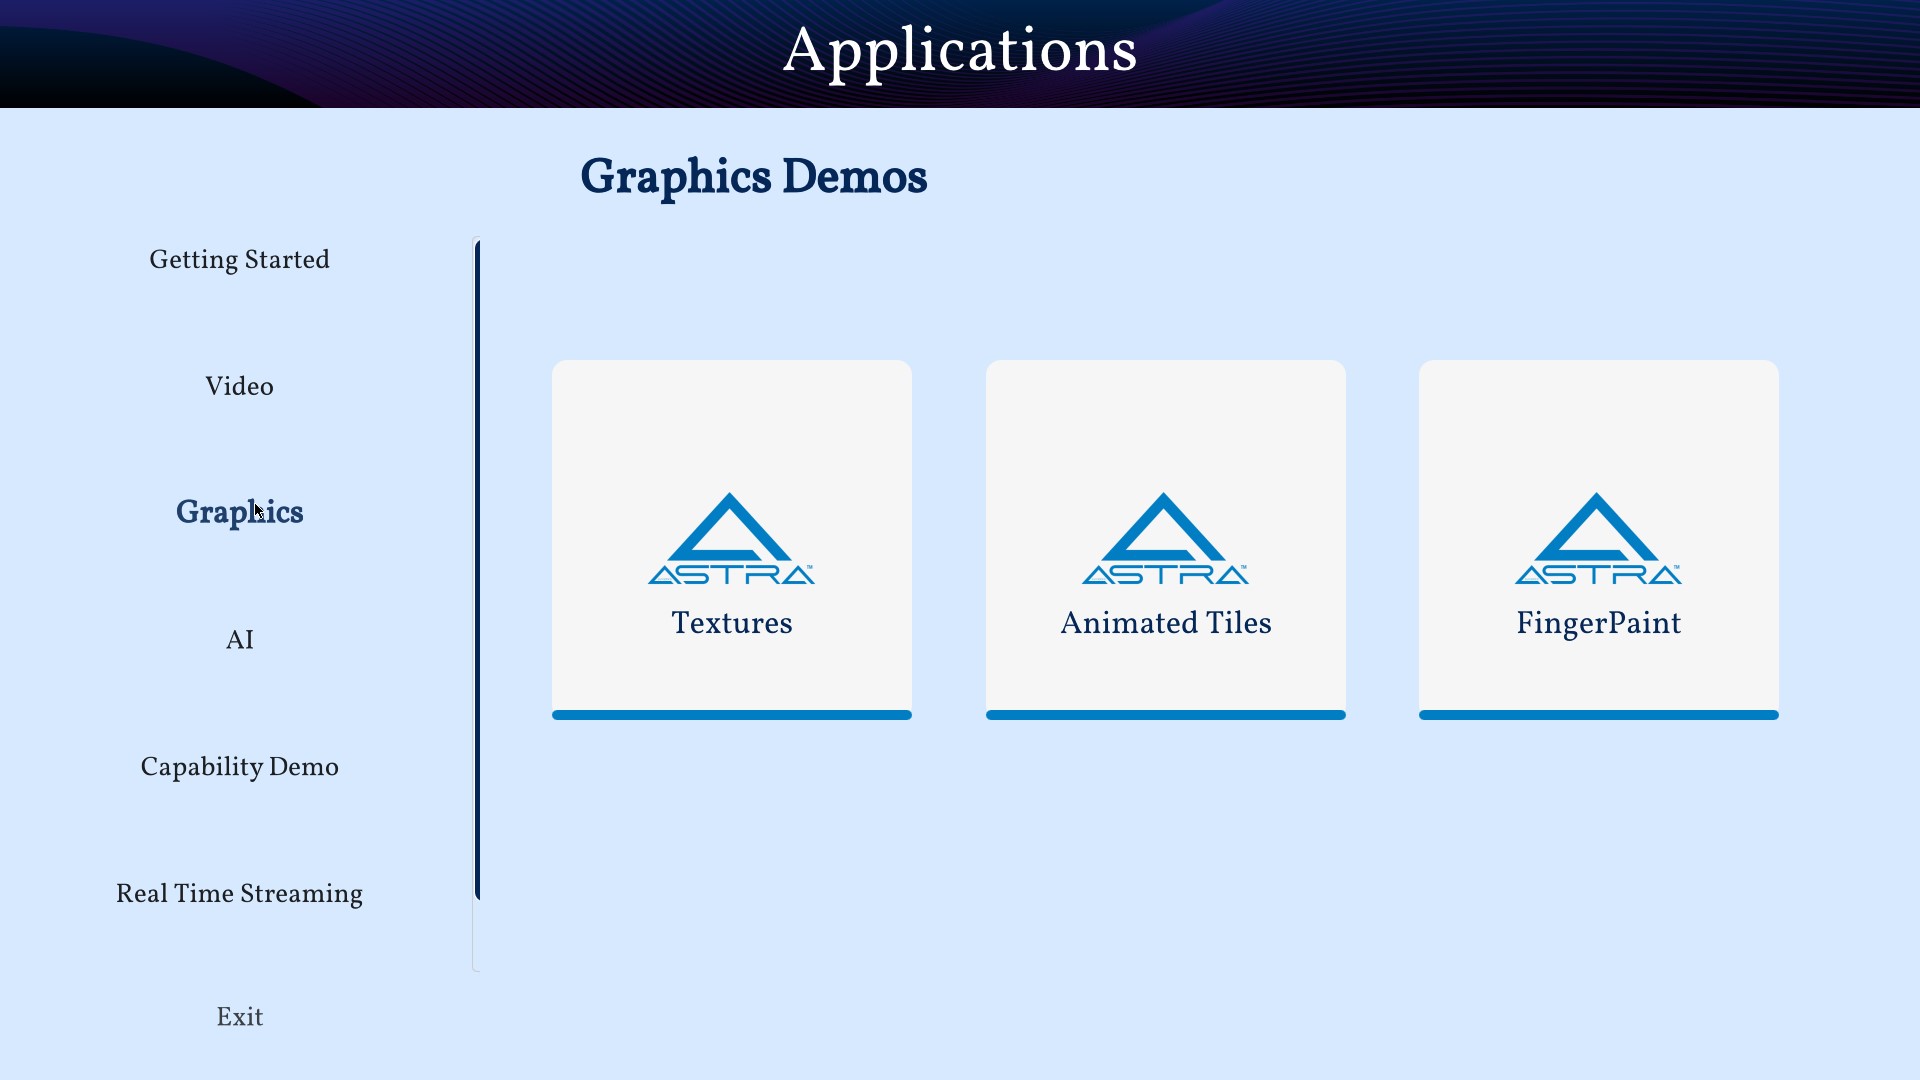 Applications
Graphics Demos
Getting Started
Video
Graphics
AI
Capability Demo
Real Time Streaming
Exit
ASTRA™
Textures
ASTRA™
Animated Tiles
ASTRA™
FingerPaint